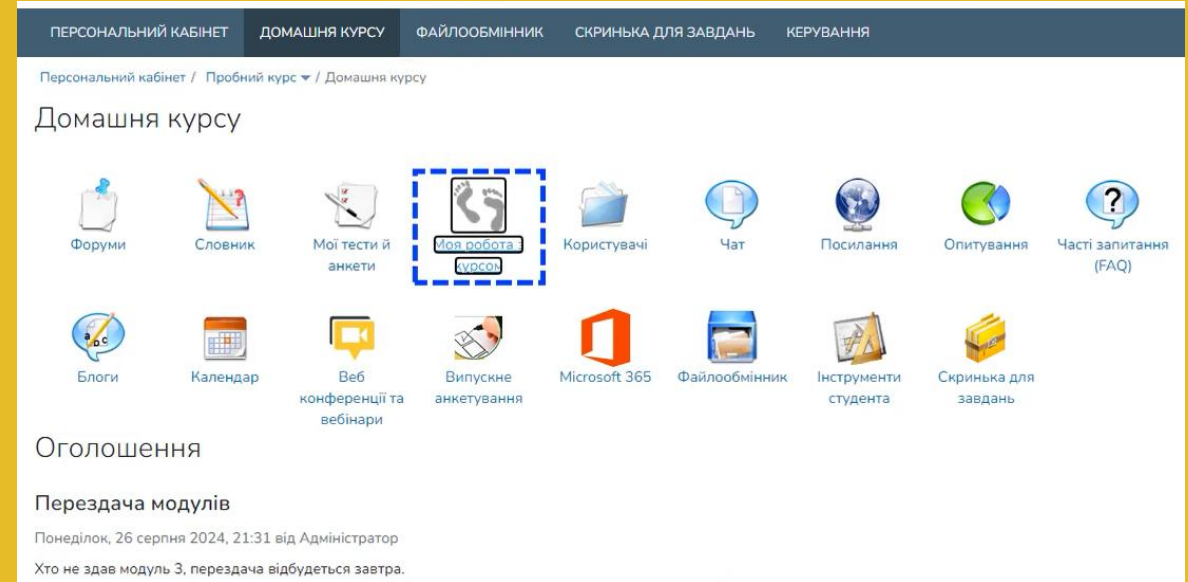 ПЕРСОНАЛЬНИЙ КАБІНЕТ ДОМАШНЯ КУРСУ ФАЙЛООБМІННИК СКРИНЬКА ДЛЯ ЗАВДАНЬ КЕРУВАННЯ
Персональний кабінет / Пробний курс / Домашня курсу
Домашня курсу
Форуми
Словник
Мої тести й
анкети
Моя робота з
курсом
Користувачі
Чат
Посилання
Опитування
Часті запитання
(FAQ)
Блоги
Календар
Веб
конференції та
вебінари
Випускне
анкетування
Microsoft 365
Файлообмінник
Інструменти
студента
Скринька для
завдань
Оголошення
Перездача модулів
Понеділок, 26 серпня 2024, 21:31 від Адміністратор
Хто не здав модуль 3, перездача відбудеться завтра.